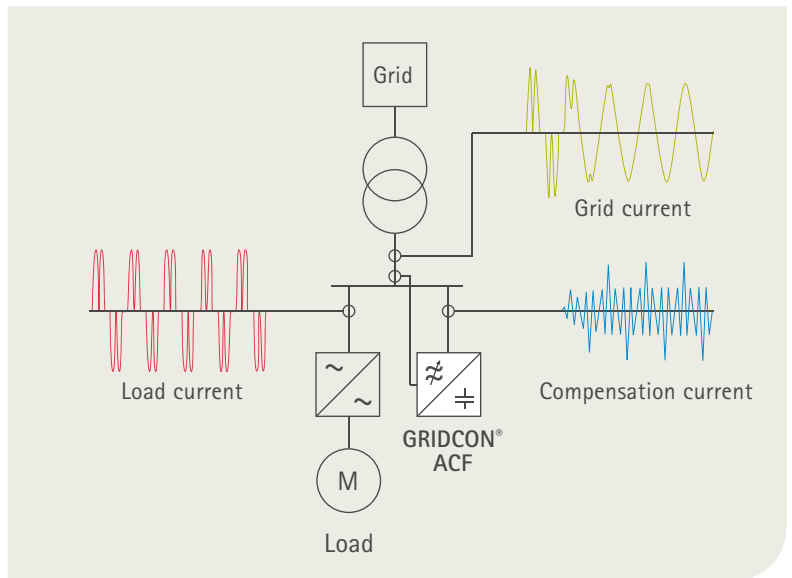 Grid
Grid current
Load current
Compensation current
GRIDCON®
ACF
M
Load